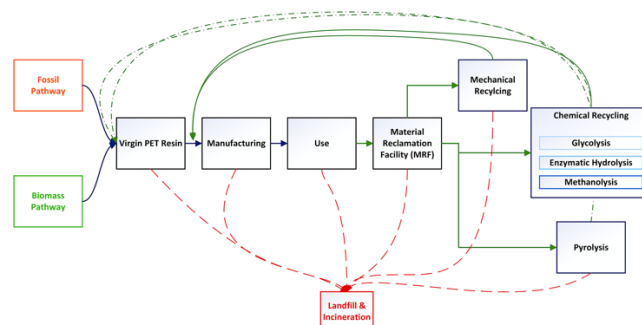 Fossil
Pathway
Biomass
Pathway
Virgin PET Resin
Manufacturing
Use
Material
Reclamation
Facility (MRF)
Mechanical
Recylcing
Chemical Recycling
Glycolysis
Enzymatic Hydrolysis
Methanolysis
Pyrolysis
Landfill &
Incineration